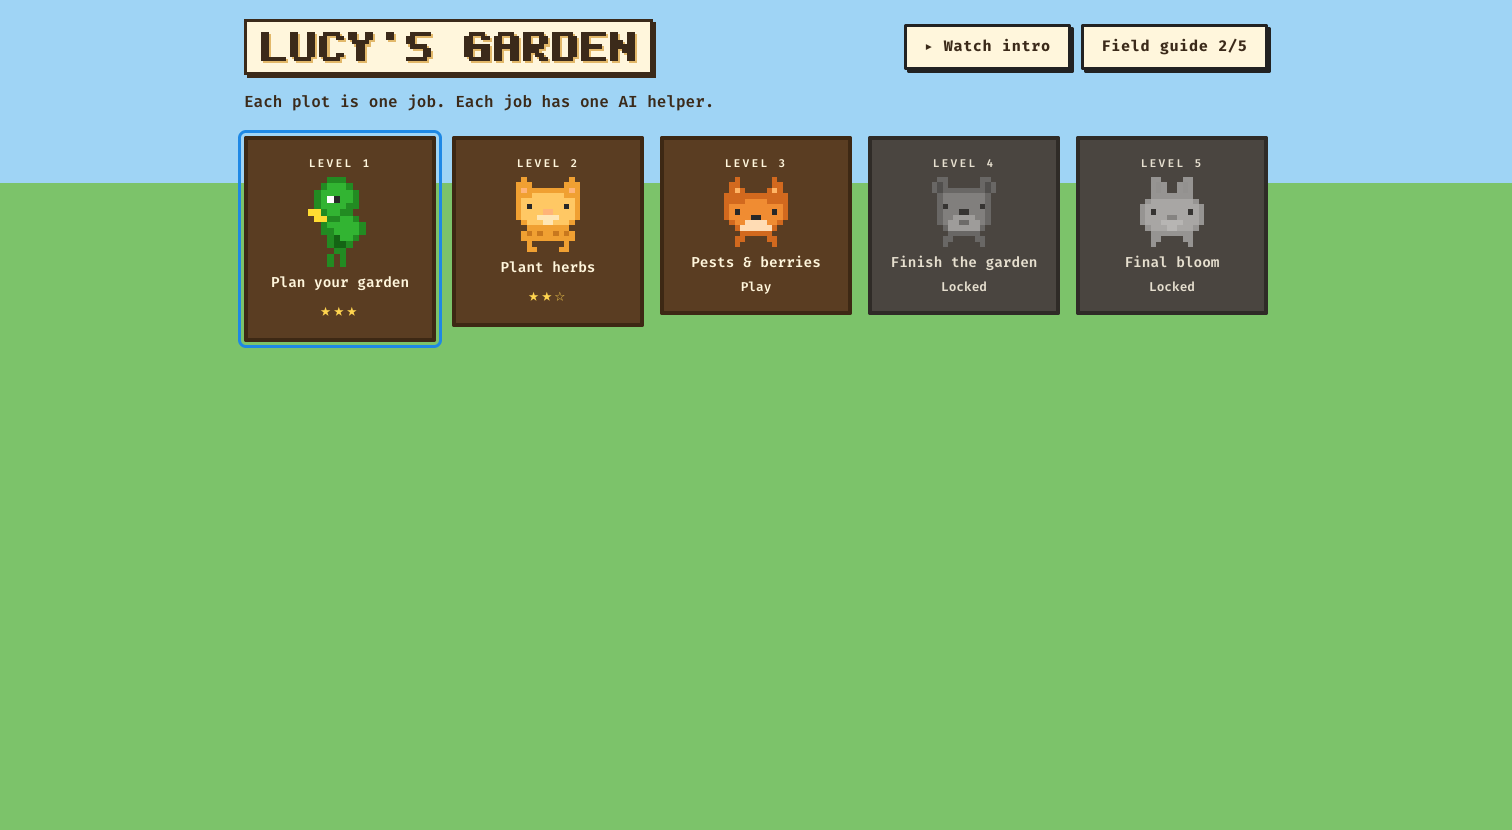 LUCY'S GARDEN
▸ Watch intro
Field guide 2/5
Each plot is one job. Each job has one AI helper.
LEVEL 1
Plan your garden
★★★
LEVEL 2
Plant herbs
★★☆
LEVEL 3
Pests & berries
Play
LEVEL 4
Finish the garden
Locked
LEVEL 5
Final bloom
Locked